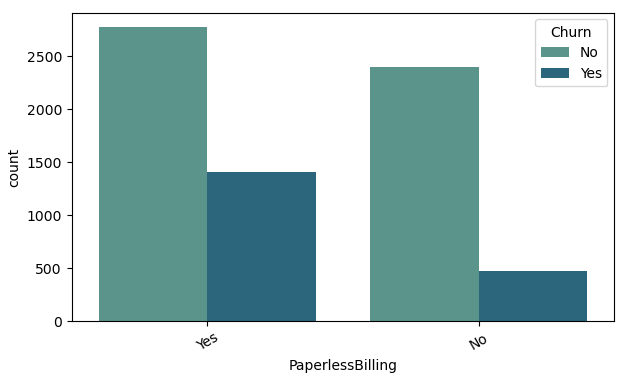 Churn
No
Yes
2500
2000
1500
1000
500
0
count
Yes
No
PaperlessBilling